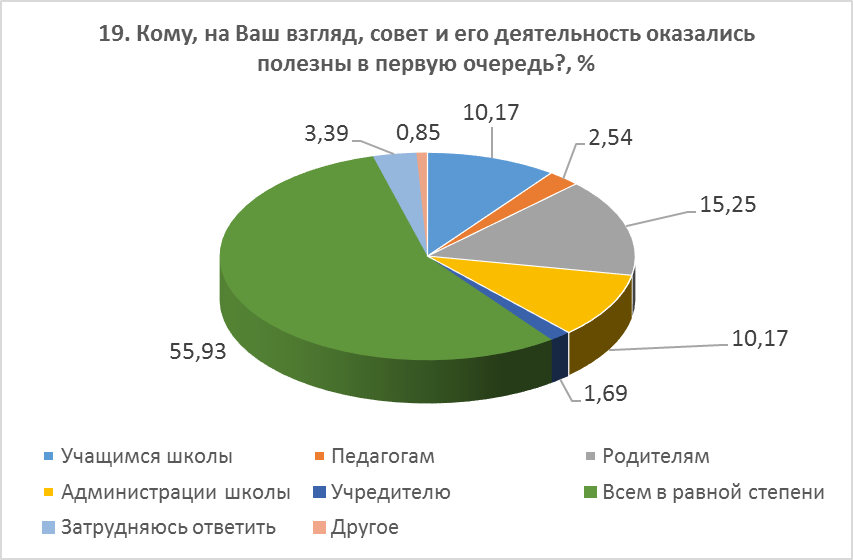 19. Кому, на Ваш взгляд, совет и его деятельность оказались
полезны в первую очередь?, %
10,17
0,85
3,39
2,54
15,25
10,17
55,93
1,69
Учащимся школы
Педагогам
Родителям
Администрации школы
Учредителю
Всем в равной степени
Затрудняюсь ответить
Другое